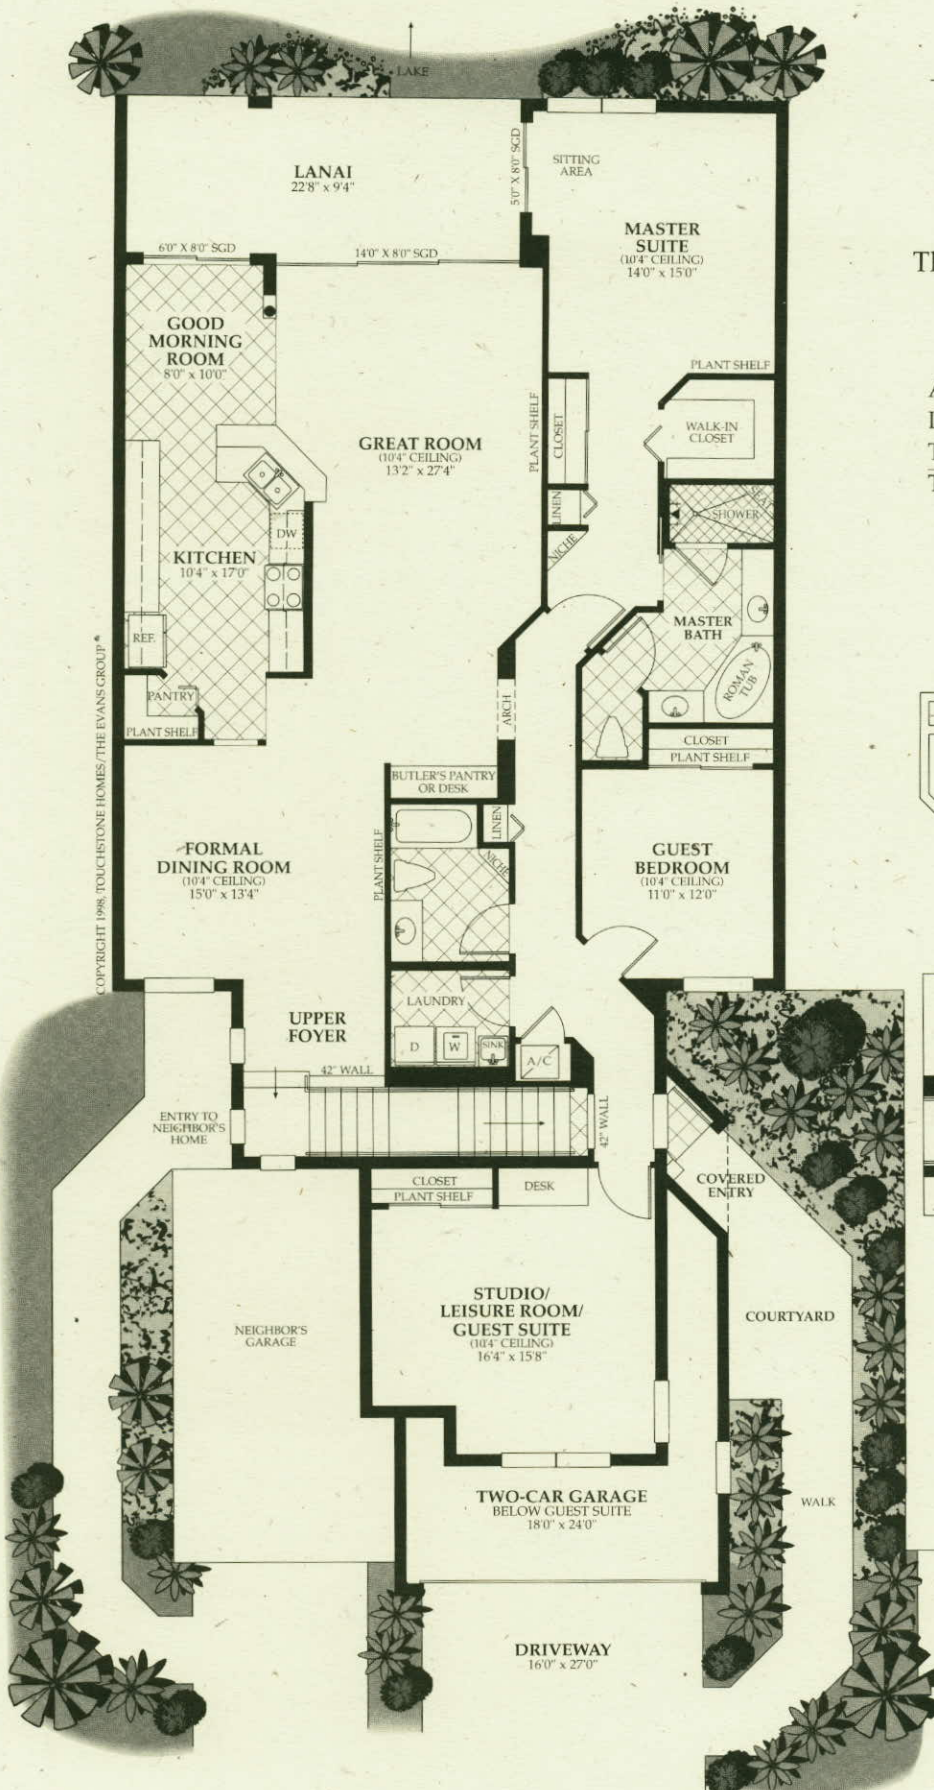 LAKE
LANAI
22'8" x 9'4"
5'0" X 8'0" SGD
SITTING
AREA
MASTER
SUITE
(10'4" CEILING)
14'0" x 15'0"
6'0" X 8'0" SGD
14'0" X 8'0" SGD
GOOD
MORNING
ROOM
8'0" x 10'0"
PLANT SHELF
PLANT SHELF
CLOSET
WALK-IN
CLOSET
GREAT ROOM
(10'4" CEILING)
13'2" x 27'4"
LINEN
SEAT
SHOWER
DW
NICHE
KITCHEN
10'4" x 17'0"
REF.
MASTER
BATH
ROMAN
TUB
PANTRY
PLANT SHELF
ARCH
CLOSET
PLANT SHELF
BUTLER'S PANTRY
OR DESK
COPYRIGHT 1998, TOUCHSTONE HOMES/THE EVANS GROUP ®
FORMAL
DINING ROOM
(10'4" CEILING)
15'0" x 13'4"
PLANT SHELF
LINEN
NICHE
GUEST
BEDROOM
(10'4" CEILING)
11'0" x 12'0"
UPPER
FOYER
LAUNDRY
D
W
SINK
A/C
42" WALL
ENTRY TO
NEIGHBOR'S
HOME
42" WALL
COVERED
ENTRY
CLOSET
PLANT SHELF
DESK
STUDIO/
LEISURE ROOM/
GUEST SUITE
(10'4" CEILING)
16'4" x 15'8"
NEIGHBOR'S
GARAGE
COURTYARD
TWO-CAR GARAGE
BELOW GUEST SUITE
18'0" x 24'0"
WALK
DRIVEWAY
16'0" x 27'0"